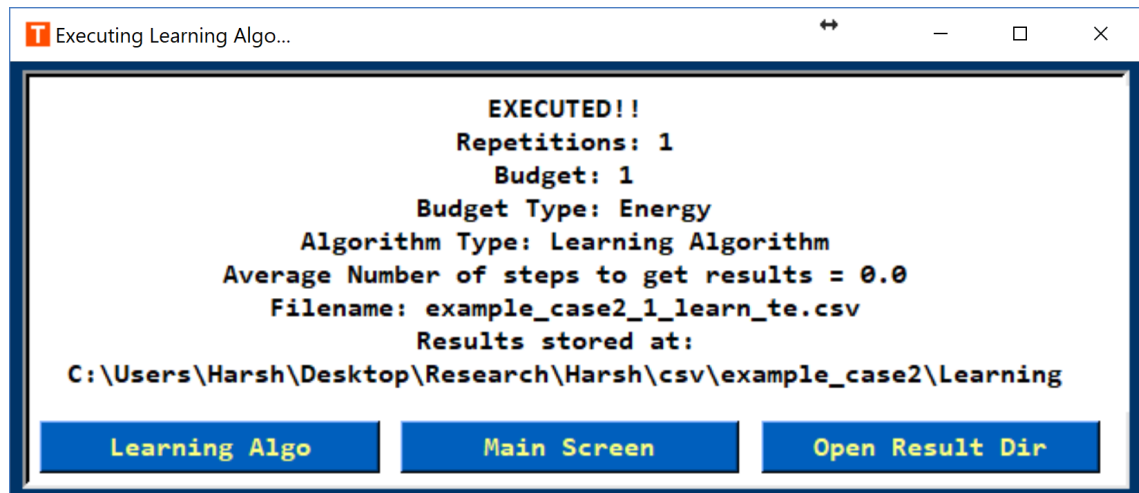 T Executing Learning Algo...
EXECUTED!!
Repetitions: 1
Budget: 1
Budget Type: Energy
Algorithm Type: Learning Algorithm
Average Number of steps to get results = 0.0
Filename: example_case2_1_learn_te.csv
Results stored at:
C:\Users\Harsh\Desktop\Research\Harsh\csv\example_case2\Learning
Learning Algo
Main Screen
Open Result Dir